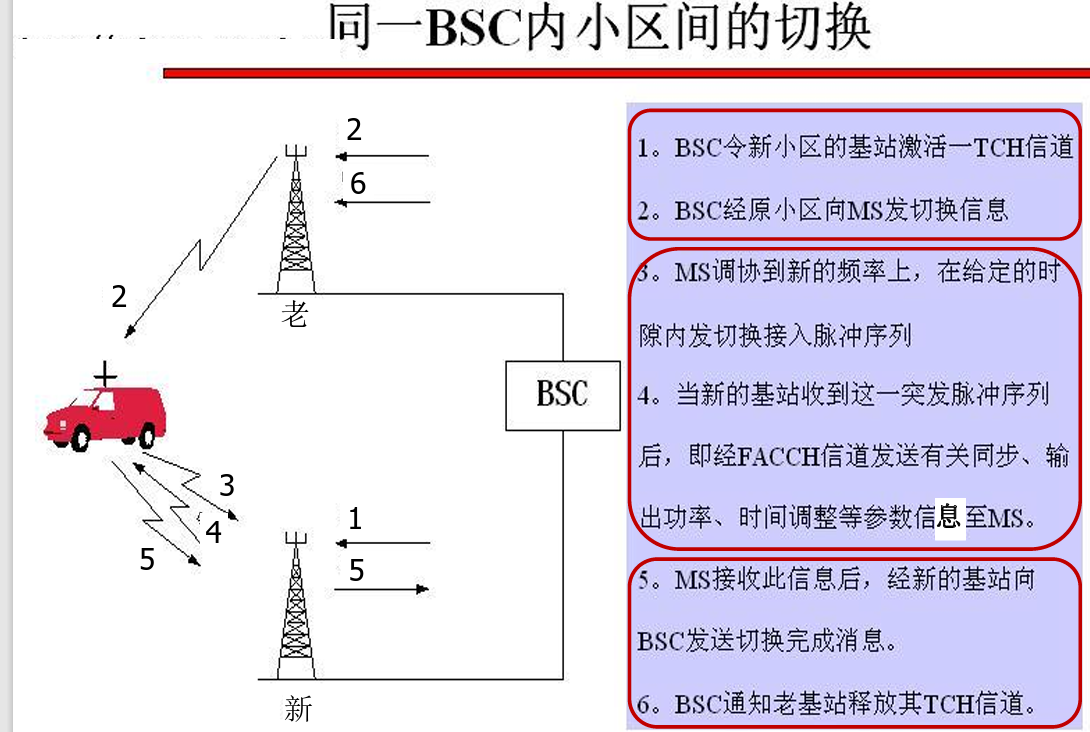 同一BSC内小区间的切换
2
6
2
老
BSC
3
4
5
1
5
新
1。BSC令新小区的基站激活一TCH信道
2。BSC经原小区向MS发切换信息
3。MS调协到新的频率上，在给定的时
隙内发切换接入脉冲序列
4。当新的基站收到这一突发脉冲序列
后，即经FACCH信道发送有关同步、输
出功率、时间调整等参数信息至MS。
5。MS接收此信息后，经新的基站向
BSC发送切换完成消息。
6。BSC通知老基站释放其TCH信道。